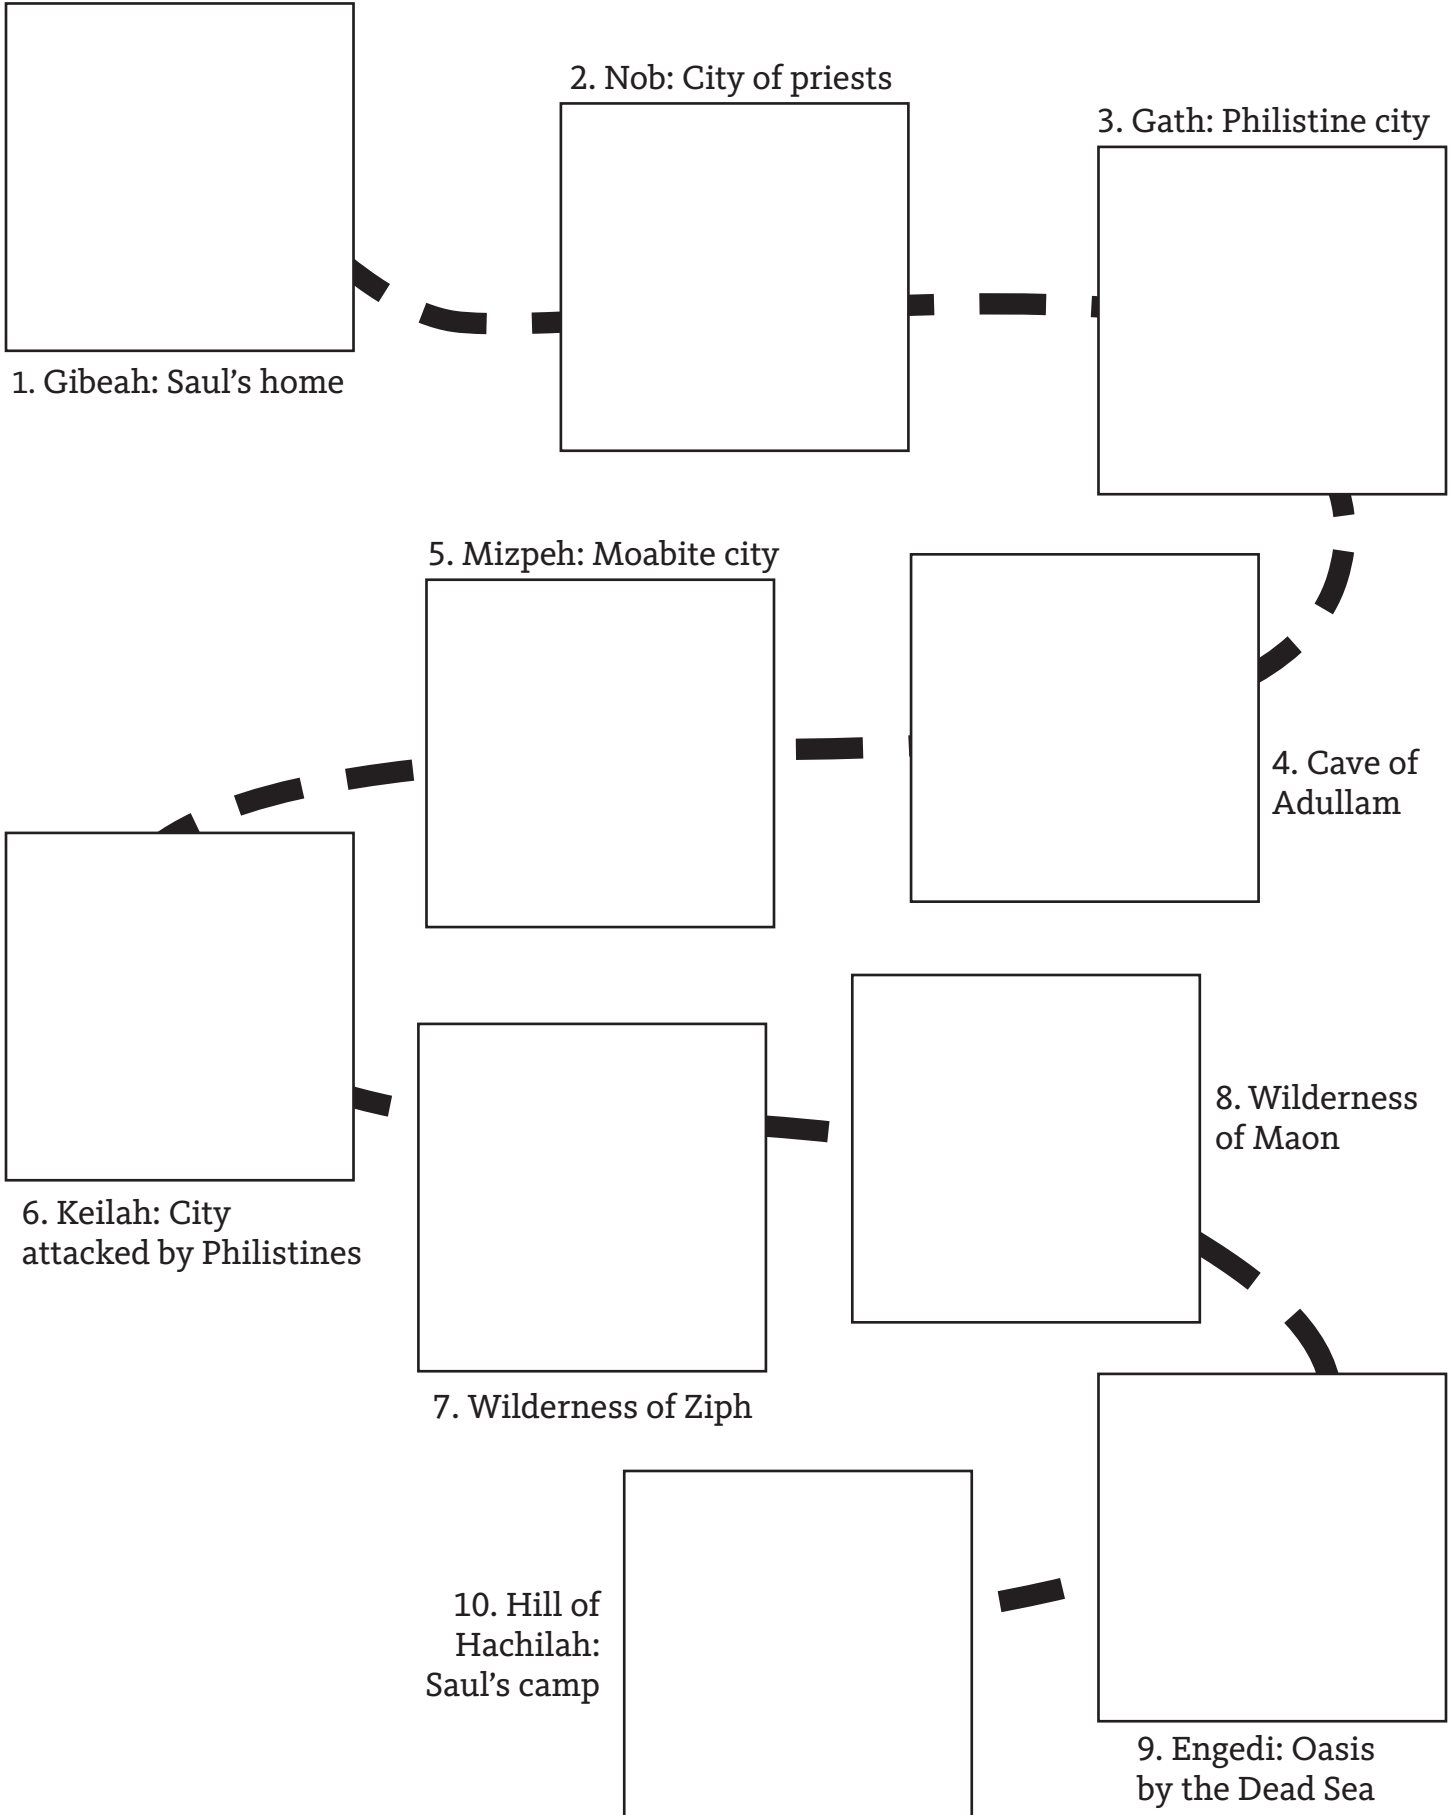 1. Gibeah: Saul’s home
2. Nob: City of priests
3. Gath: Philistine city
4. Cave of
Adullam
5. Mizpeh: Moabite city
6. Keilah: City
attacked by Philistines
7. Wilderness of Ziph
8. Wilderness
of Maon
9. Engedi: Oasis
by the Dead Sea
10. Hill of
Hachilah:
Saul’s camp